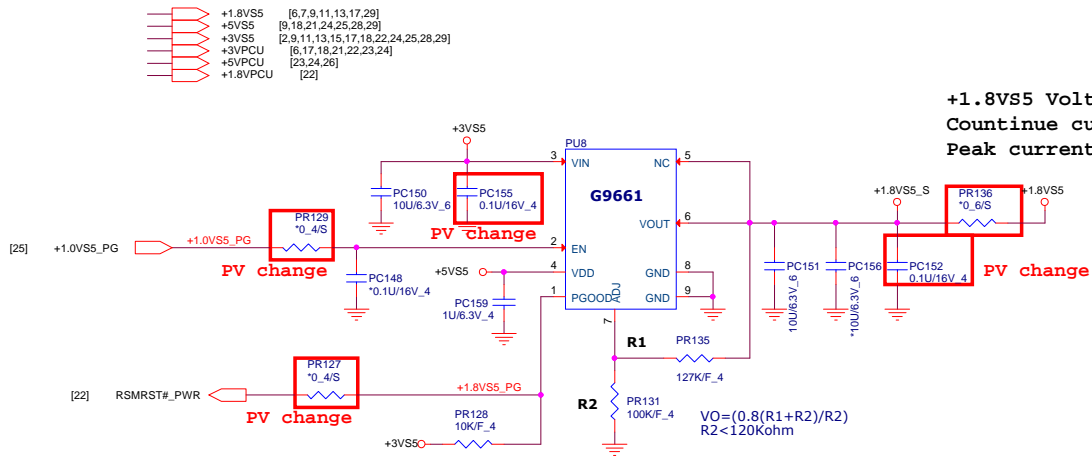 +1.8VS5 [6,7,9,11,13,17,29]
+5VS5 [9,18,21,24,25,28,29]
+3VS5 [2,9,11,13,15,17,18,22,24,25,28,29]
+3VPCU [6,17,18,21,22,23,24]
+5VPCU [23,24,26]
+1.8VPCU [22]
+1.8VS5 Volt
Countinue cu
Peak current
+3VS5
PU8
3 VIN
NC 5
G9661
PC150
10U/6.3V_6
PC155
0.1U/16V_4
PV change
+1.8VS5_S
PR136
*0_6/S
+1.8VS5
VOUT 6
PR129
*0_4/S
[25] +1.0VS5_PG
+1.0VS5_PG
PV change
2 EN
PC148
*0.1U/16V_4
+5VS5
4 VDD
GND 8
1 PGOOD
GND 9
ADJ
7
PC159
1U/6.3V_4
PC151
10U/6.3V_6
PC156
*10U/6.3V_6
PC152
0.1U/16V_4
PV change
R1
PR135
127K/F_4
PR127
*0_4/S
[22] RSMRST#_PWR
+1.8VS5_PG
PV change
R2
PR131
100K/F_4
VO=(0.8(R1+R2)/R2)
R2<120Kohm
PR128
10K/F_4
+3VS5